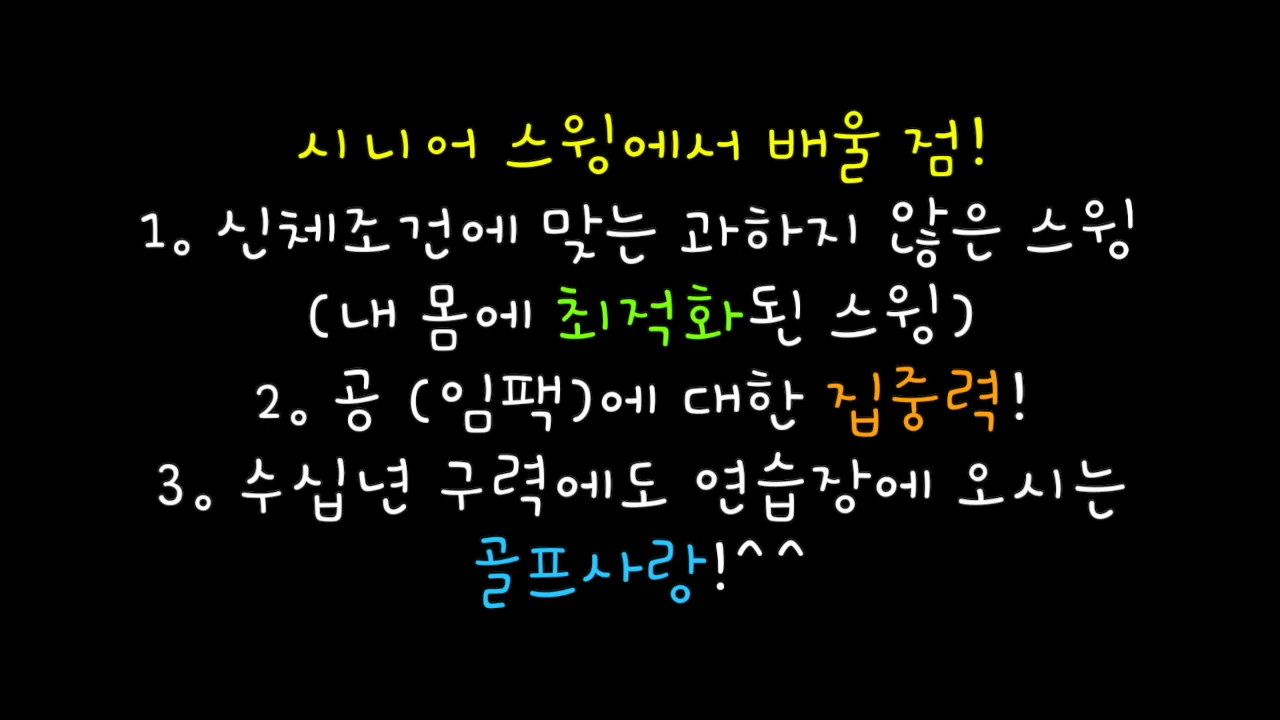 시니어 스윙에서 배울 점!
1. 신체조건에 맞는 과하지 않은 스윙
(내 몸에 최적화된 스윙)
2. 공 (임팩)에 대한 집중력!
3. 수십년 구력에도 연습장에 오시는
골프사랑!^^